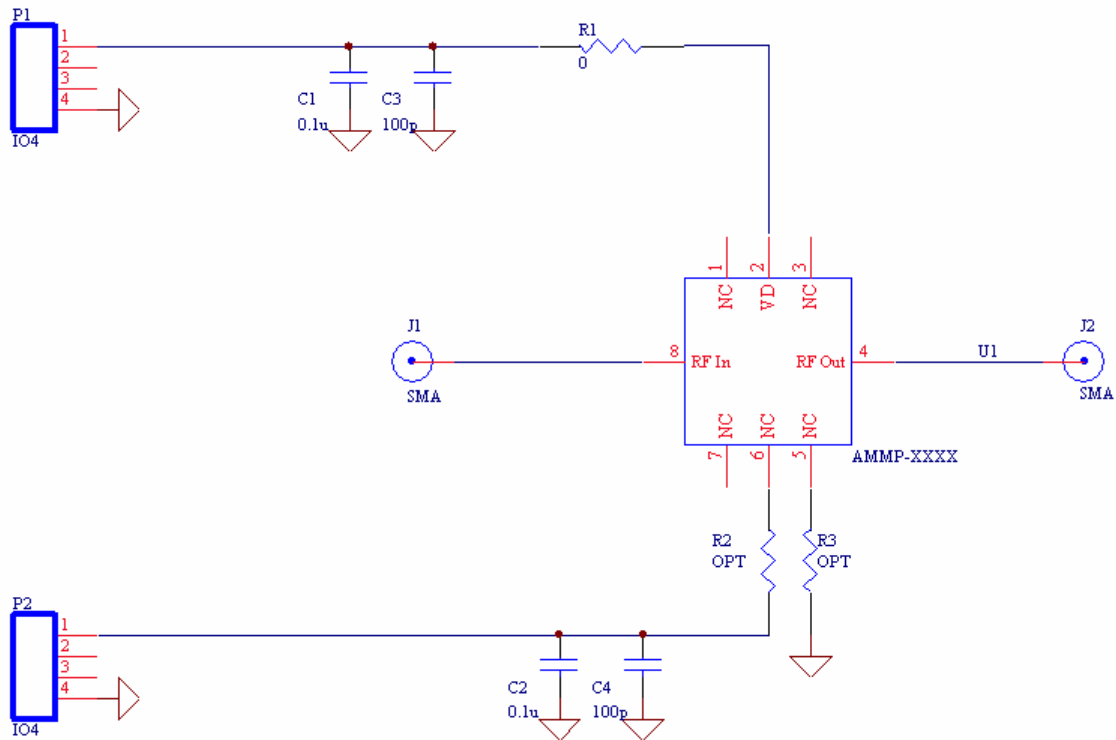 P1
1
2
3
4
IO4
C1
0.1u
C3
100p
R1
0
J1
SMA
1
2
3
NC
VD
NC
8
RF In
RF Out
4
U1
J2
SMA
NC
NC
NC
7
6
5
AMMP-XXXX
R2
OPT
R3
OPT
P2
1
2
3
4
IO4
C2
0.1u
C4
100p